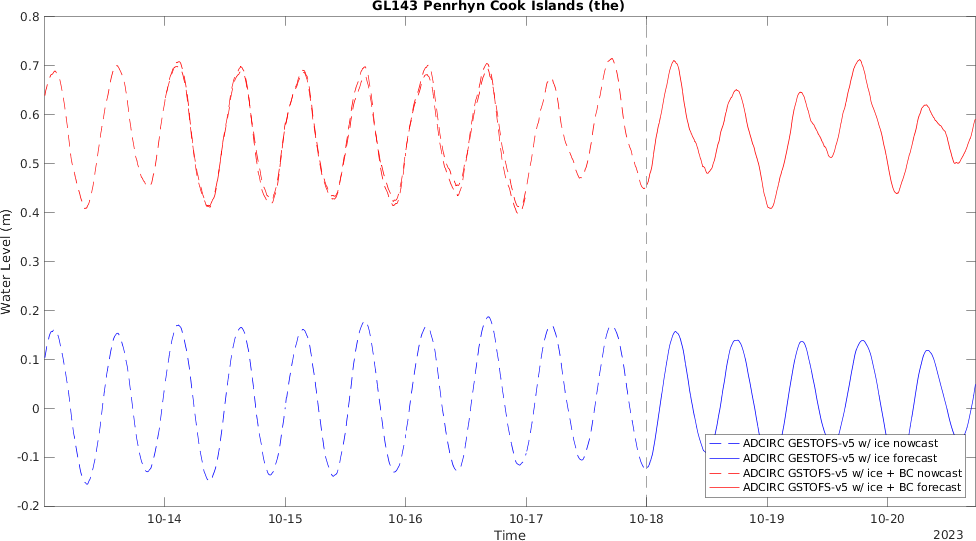 GL143 Penrhyn Cook Islands (the)
0.8
0.7
0.6
0.5
0.4
0.3
0.2
0.1
0
-0.1
-0.2
Water Level (m)
10-14 10-15 10-16 10-17 10-18 10-19 10-20
Time
2023
ADCIRC GESTOFS-v5 w/ ice nowcast
ADCIRC GESTOFS-v5 w/ ice forecast
ADCIRC GSTOFS-v5 w/ ice + BC nowcast
ADCIRC GSTOFS-v5 w/ ice + BC forecast